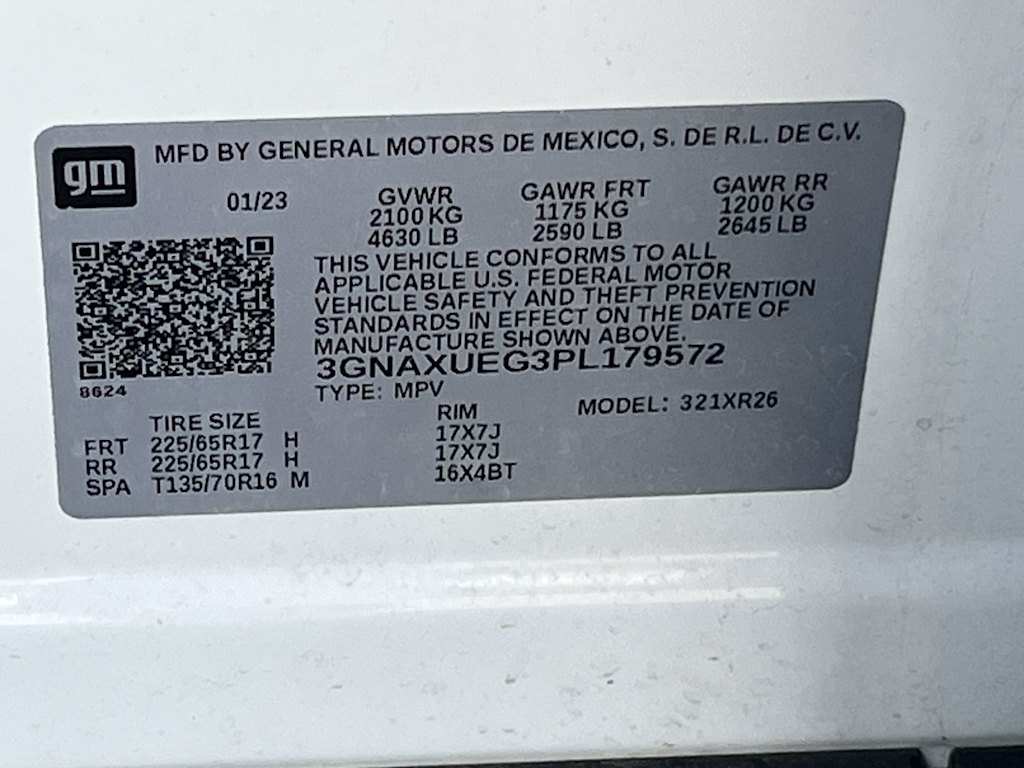 gm
MFD BY GENERAL MOTORS DE MEXICO, S. DE R.L. DE C.V.
01/23
GVWR GAWR FRT GAWR RR
2100 KG 1175 KG 1200 KG
4630 LB 2590 LB 2645 LB
THIS VEHICLE CONFORMS TO ALL
APPLICABLE U.S. FEDERAL MOTOR
VEHICLE SAFETY AND THEFT PREVENTION
STANDARDS IN EFFECT ON THE DATE OF
MANUFACTURE SHOWN ABOVE.
3GNAXUEG3PL179572
8624
TYPE: MPV MODEL: 321XR26
TIRE SIZE RIM
FRT 225/65R17 H 17X7J
RR 225/65R17 H 17X7J
SPA T135/70R16 M 16X4BT